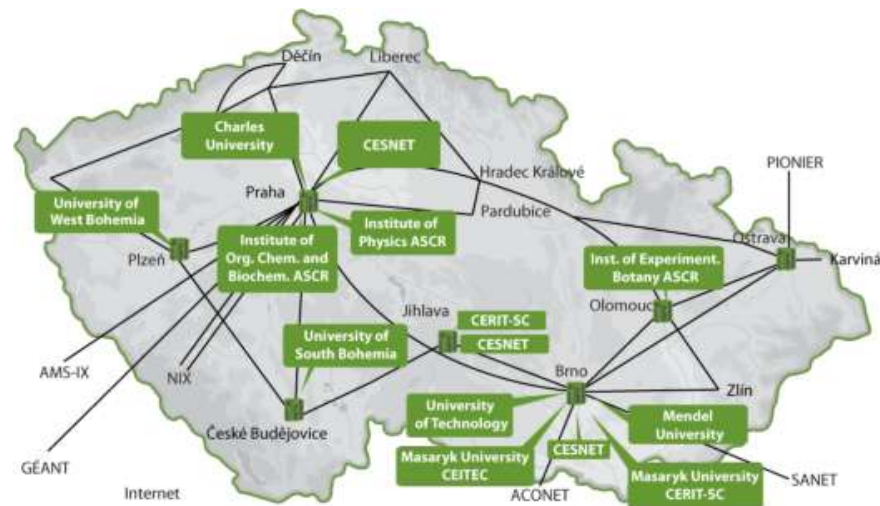 Děčín
Liberec
Charles
University
CESNET
Hradec Králové
PIONIER
Praha
University of
West Bohemia
Pardubice
Institute of
Physics ASCR
Institute of
Org. Chem. and
Biochem. ASCR
Ostrava
Karviná
Plzeň
Inst. of Experiment.
Botany ASCR
Olomouc
Jihlava
CERIT-SC
CESNET
University of
South Bohemia
AMS-IX
NIX
Brno
Zlín
University
of Technology
Mendel
University
České Budějovice
Masaryk University
CEITEC
CESNET
Masaryk University
CERIT-SC
GÉANT
SANET
Internet
ACONET